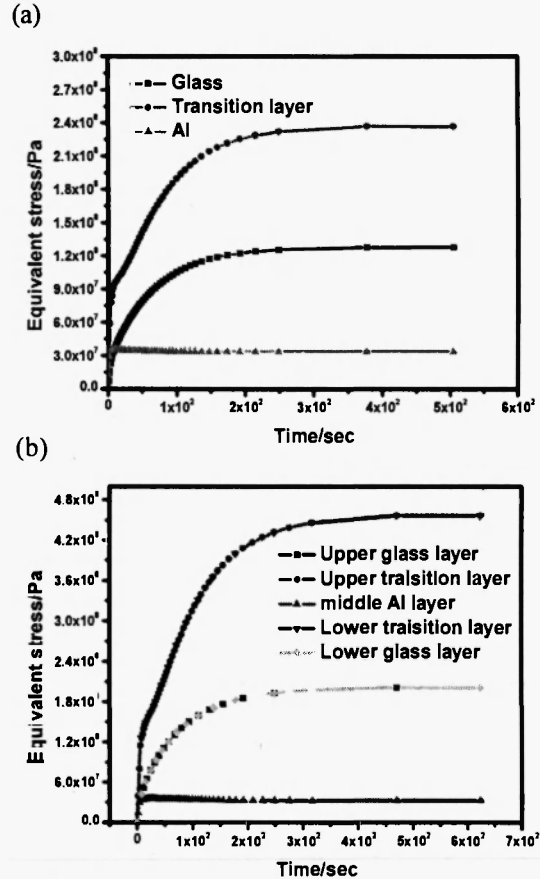 (a)
3.0x10⁸
2.7x10⁸
2.4x10⁸
2.1x10⁸
1.8x10⁸
1.5x10⁸
1.2x10⁸
9.0x10⁷
6.0x10⁷
3.0x10⁷
0.0
Equivalent stress/Pa
Glass
Transition layer
Al
0 1x10² 2x10² 3x10² 4x10² 5x10² 6x10²
Time/sec
(b)
4.8x10⁸
4.2x10⁸
3.6x10⁸
3.0x10⁸
2.4x10⁸
1.8x10⁸
1.2x10⁸
6.0x10⁷
0.0
Equivalent stress/Pa
Upper glass layer
Upper traisition layer
middle Al layer
Lower traisition layer
Lower glass layer
0 1x10² 2x10² 3x10² 4x10² 5x10² 6x10² 7x10²
Time/sec